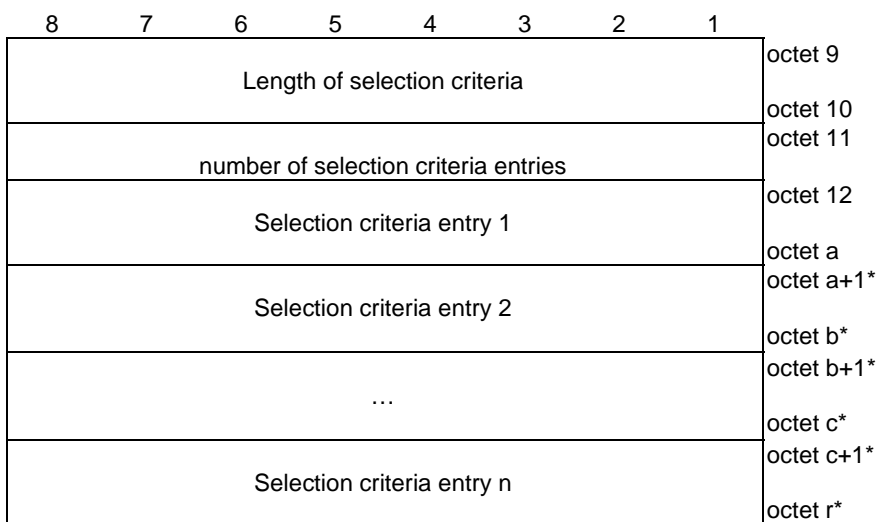 8 7 6 5 4 3 2 1
octet 9
Length of selection criteria
octet 10
octet 11
number of selection criteria entries
octet 12
Selection criteria entry 1
octet a
octet a+1*
Selection criteria entry 2
octet b*
octet b+1*
…
octet c*
octet c+1*
Selection criteria entry n
octet r*